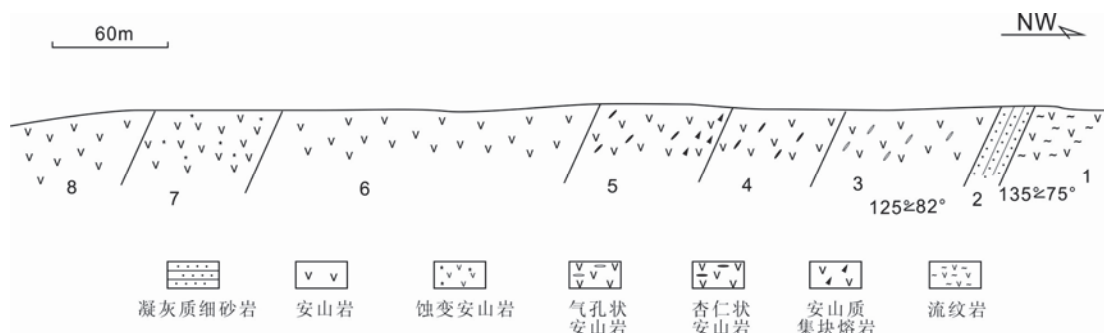 60m
NW
8
7
6
5
4
3
125°∠82°
2
135°∠75°
1
凝灰质细砂岩
安山岩
蚀变安山岩
气孔状
安山岩
杏仁状
安山岩
安山质
集块熔岩
流纹岩